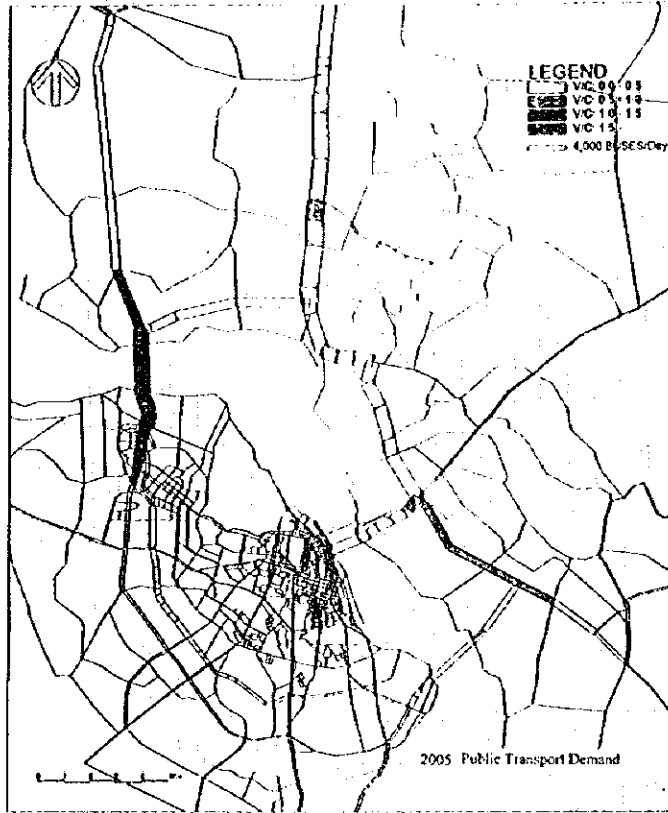 LEGEND
V/C 0.0 - 0.5
V/C 0.5 - 1.0
V/C 1.0 - 1.5
V/C 1.5
4,000 BUSES/Day
2005 Public Transport Demand